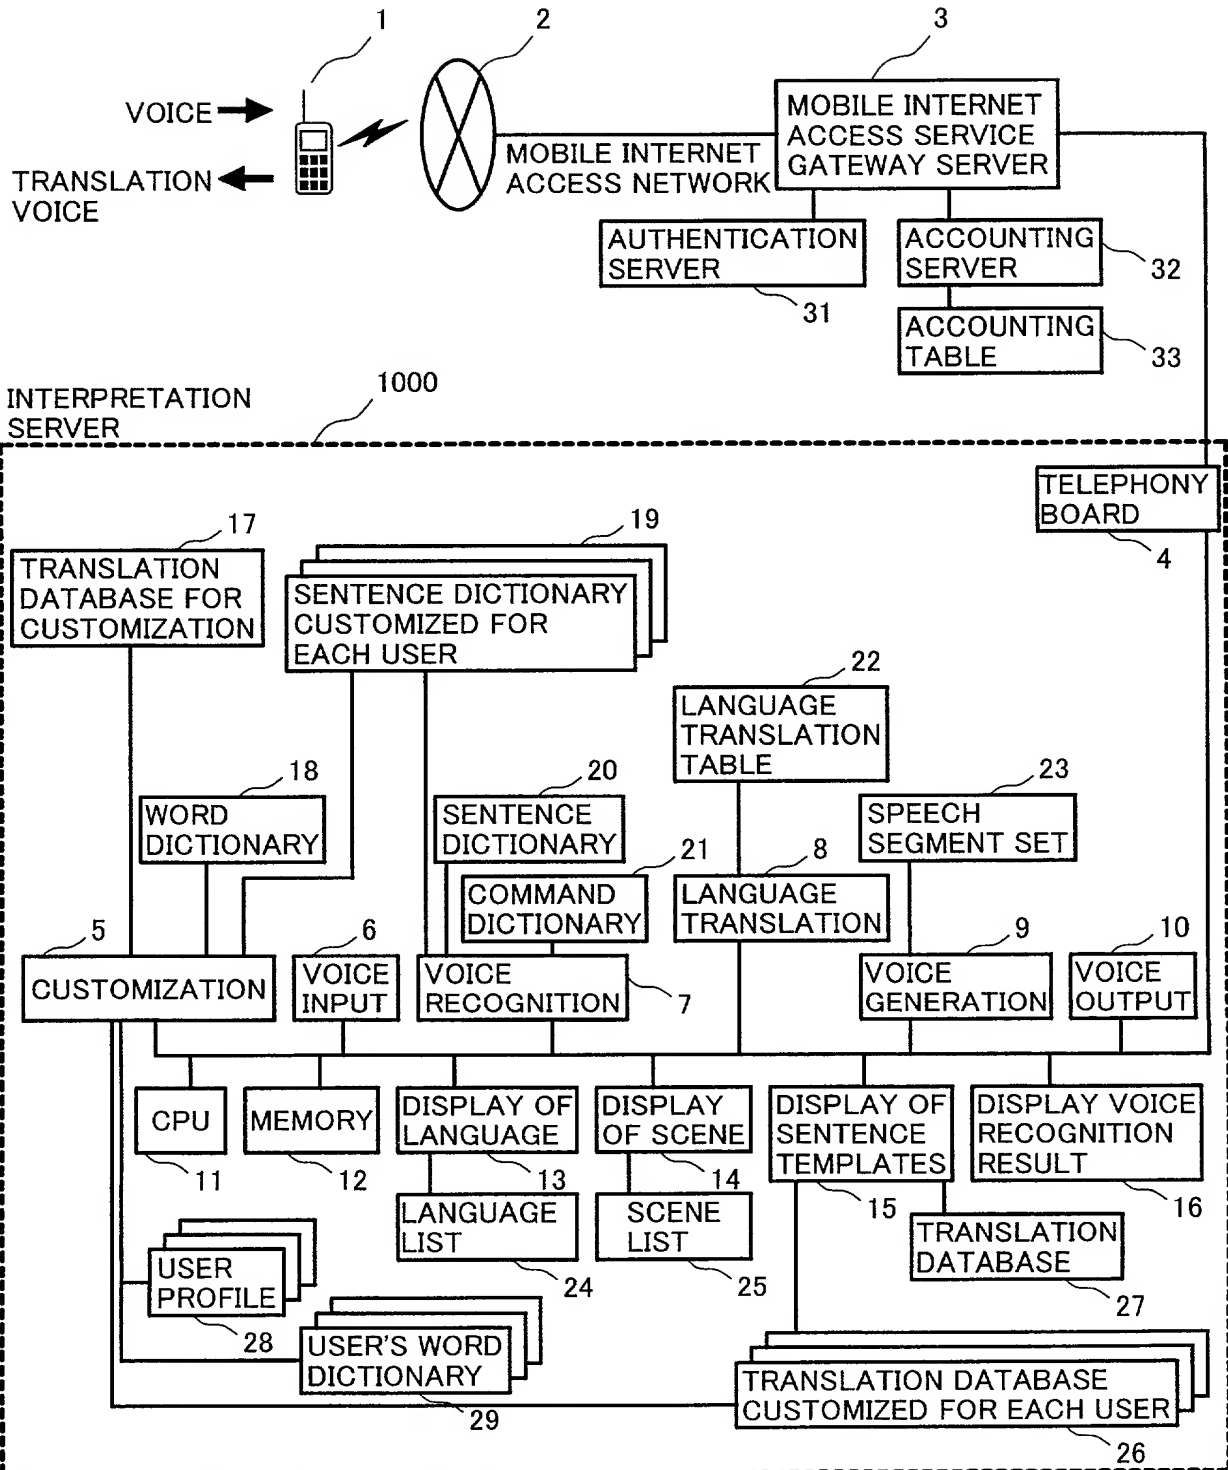 1
2
3
VOICE
TRANSLATION
VOICE
MOBILE INTERNET
ACCESS NETWORK
MOBILE INTERNET
ACCESS SERVICE
GATEWAY SERVER
AUTHENTICATION
SERVER
31
ACCOUNTING
SERVER
32
ACCOUNTING
TABLE
33
INTERPRETATION
SERVER
1000
TELEPHONY
BOARD
4
17
TRANSLATION
DATABASE FOR
CUSTOMIZATION
19
SENTENCE DICTIONARY
CUSTOMIZED FOR
EACH USER
22
LANGUAGE
TRANSLATION
TABLE
18
WORD
DICTIONARY
20
SENTENCE
DICTIONARY
21
COMMAND
DICTIONARY
8
LANGUAGE
TRANSLATION
23
SPEECH
SEGMENT SET
5
CUSTOMIZATION
6
VOICE
INPUT
VOICE
RECOGNITION
7
9
VOICE
GENERATION
10
VOICE
OUTPUT
CPU
11
MEMORY
12
DISPLAY OF
LANGUAGE
13
DISPLAY
OF SCENE
14
DISPLAY OF
SENTENCE
TEMPLATES
15
DISPLAY VOICE
RECOGNITION
RESULT
16
LANGUAGE
LIST
24
SCENE
LIST
25
TRANSLATION
DATABASE
27
USER
PROFILE
28
USER'S WORD
DICTIONARY
29
TRANSLATION DATABASE
CUSTOMIZED FOR EACH USER
26